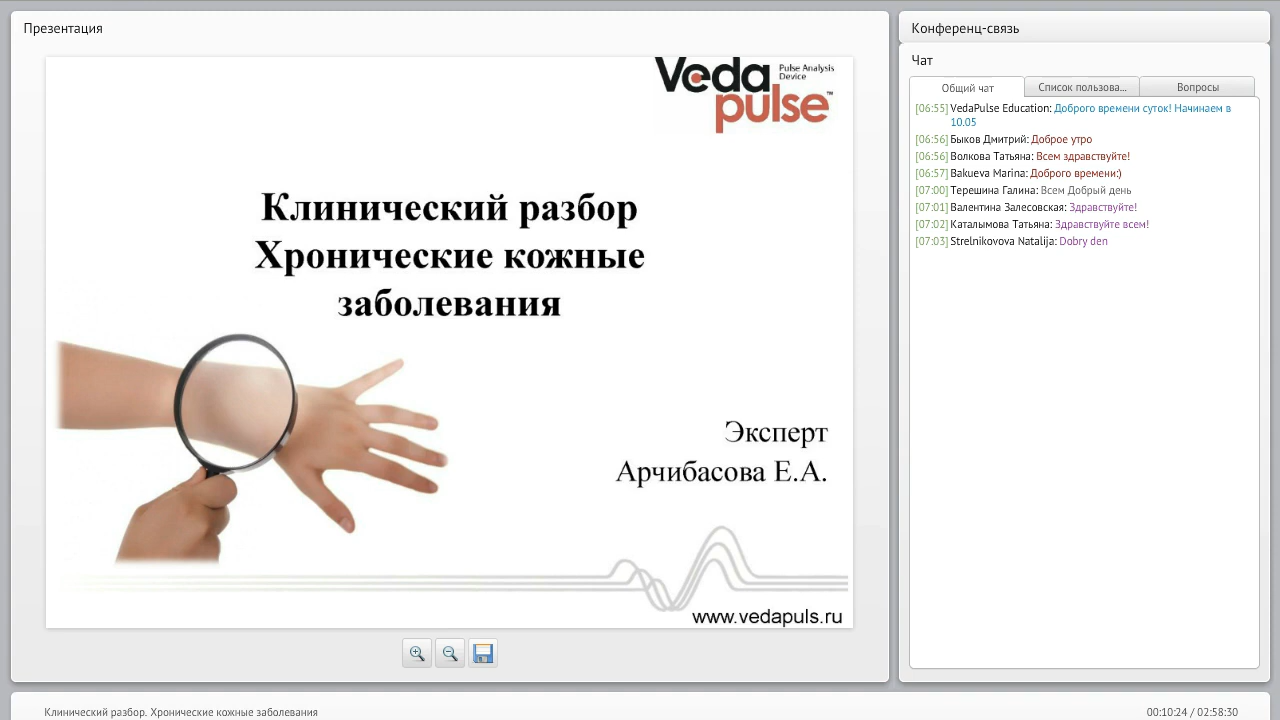 Презентация
Veda
Pulse Analysis
Device
pulse™
Клинический разбор
Хронические кожные
заболевания
Эксперт
Арчибасова Е.А.
www.vedapuls.ru
Конференц-связь
Чат
Общий чат
Список пользова...
Вопросы
[06:55] VedaPulse Education: Доброго времени суток! Начинаем в
10.05
[06:56] Быков Дмитрий: Доброе утро
[06:56] Волкова Татьяна: Всем здравствуйте!
[06:57] Bakueva Marina: Доброго времени:)
[07:00] Терешина Галина: Всем Добрый день
[07:01] Валентина Залесовская: Здравствуйте!
[07:02] Каталымова Татьяна: Здравствуйте всем!
[07:03] Strelnikovova Natalija: Dobry den
Клинический разбор. Хронические кожные заболевания
00:10:24 / 02:58:30